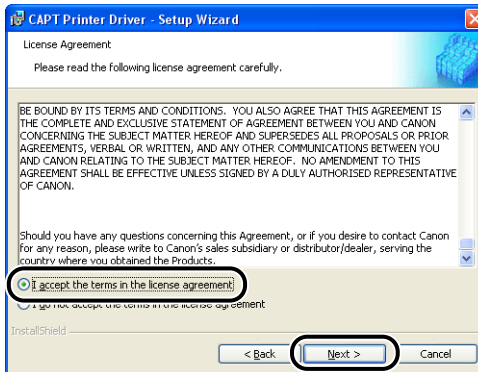 CAPT Printer Driver - Setup Wizard
License Agreement
Please read the following license agreement carefully.
BE BOUND BY ITS TERMS AND CONDITIONS. YOU ALSO AGREE THAT THIS AGREEMENT IS
THE COMPLETE AND EXCLUSIVE STATEMENT OF AGREEMENT BETWEEN YOU AND CANON
CONCERNING THE SUBJECT MATTER HEREOF AND SUPERSEDES ALL PROPOSALS OR PRIOR
AGREEMENTS, VERBAL OR WRITTEN, AND ANY OTHER COMMUNICATIONS BETWEEN YOU
AND CANON RELATING TO THE SUBJECT MATTER HEREOF. NO AMENDMENT TO THIS
AGREEMENT SHALL BE EFFECTIVE UNLESS SIGNED BY A DULY AUTHORISED REPRESENTATIVE
OF CANON.
Should you have any questions concerning this Agreement, or if you desire to contact Canon
for any reason, please write to Canon's sales subsidiary or distributor/dealer, serving the
country where you obtained the Products.
I accept the terms in the license agreement
I do not accept the terms in the license agreement
InstallShield
< Back
Next >
Cancel